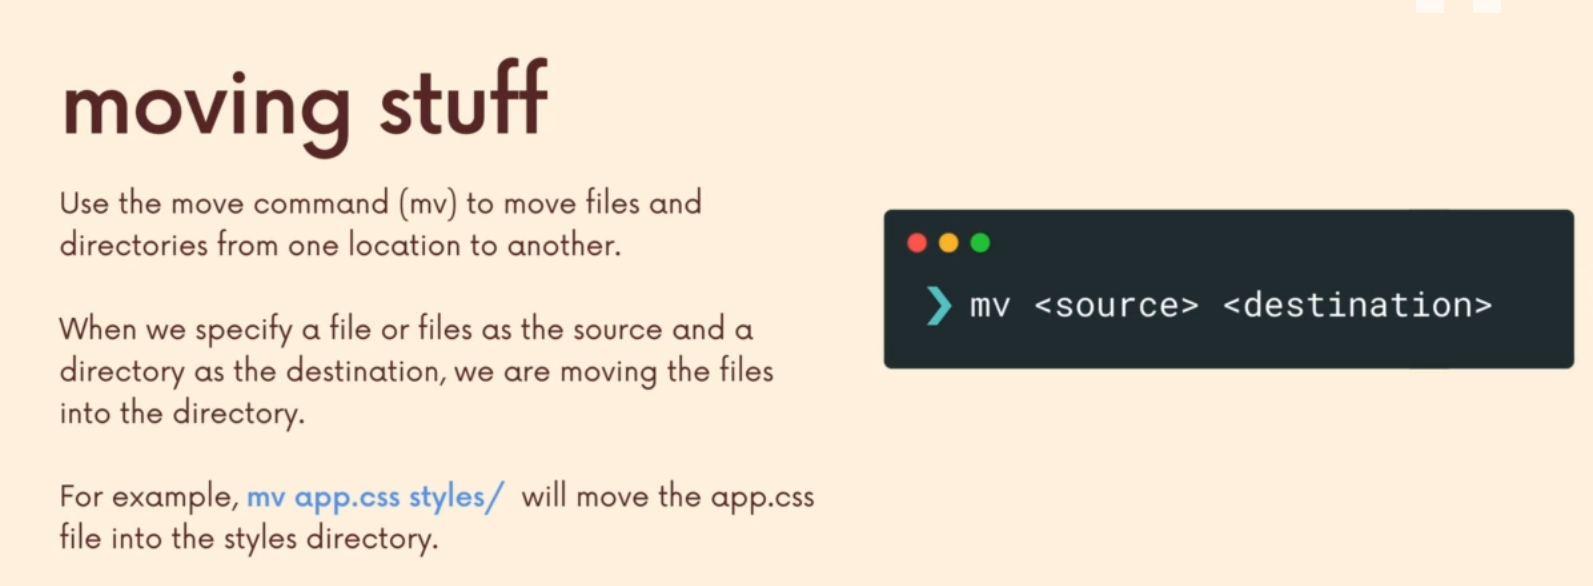 moving stuff
Use the move command (mv) to move files and
directories from one location to another.
When we specify a file or files as the source and a
directory as the destination, we are moving the files
into the directory.
For example, mv app.css styles/ will move the app.css
file into the styles directory.
❯ mv <source> <destination>